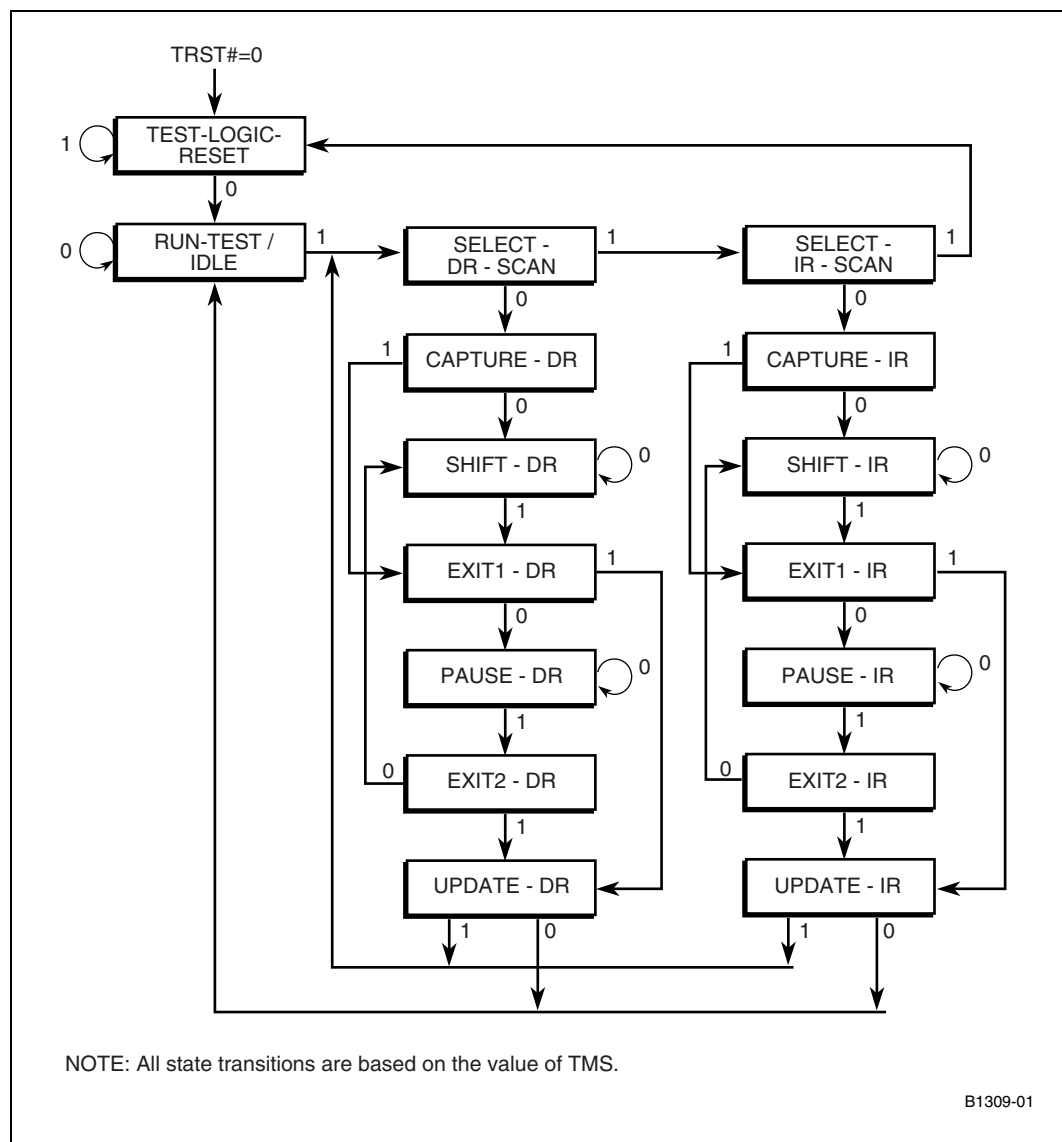 TRST#=0
1
TEST-LOGIC-
RESET
0
0
RUN-TEST /
IDLE
1
SELECT -
DR - SCAN
1
SELECT -
IR - SCAN
1
0
0
1
CAPTURE - DR
1
CAPTURE - IR
0
0
SHIFT - DR
0
SHIFT - IR
0
1
1
EXIT1 - DR
1
EXIT1 - IR
1
0
0
PAUSE - DR
0
PAUSE - IR
0
1
1
0
EXIT2 - DR
0
EXIT2 - IR
1
1
UPDATE - DR
UPDATE - IR
1
0
1
0
NOTE: All state transitions are based on the value of TMS.
B1309-01